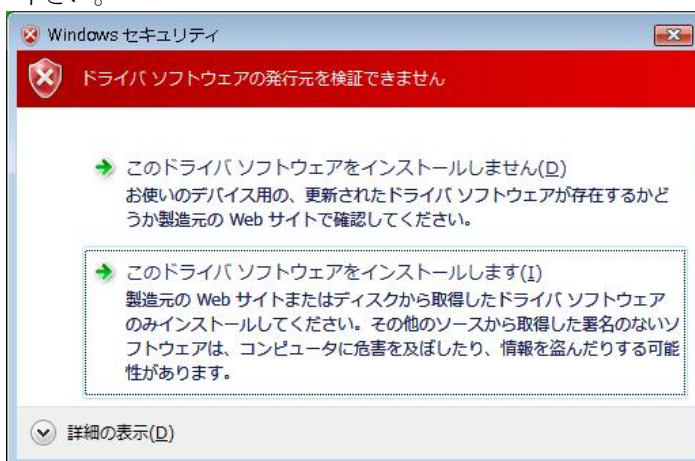 下さい。
Windows セキュリティ
ドライバ ソフトウェアの発行元を検証できません
このドライバ ソフトウェアをインストールしません(D)
お使いのデバイス用の、更新されたドライバ ソフトウェアが存在するかど
うか製造元の Web サイトで確認してください。
このドライバ ソフトウェアをインストールします(I)
製造元の Web サイトまたはディスクから取得したドライバ ソフトウェア
のみインストールしてください。その他のソースから取得した署名のないソ
フトウェアは、コンピュータに危害を及ぼしたり、情報を盗んだりする可能
性があります。
詳細の表示(D)